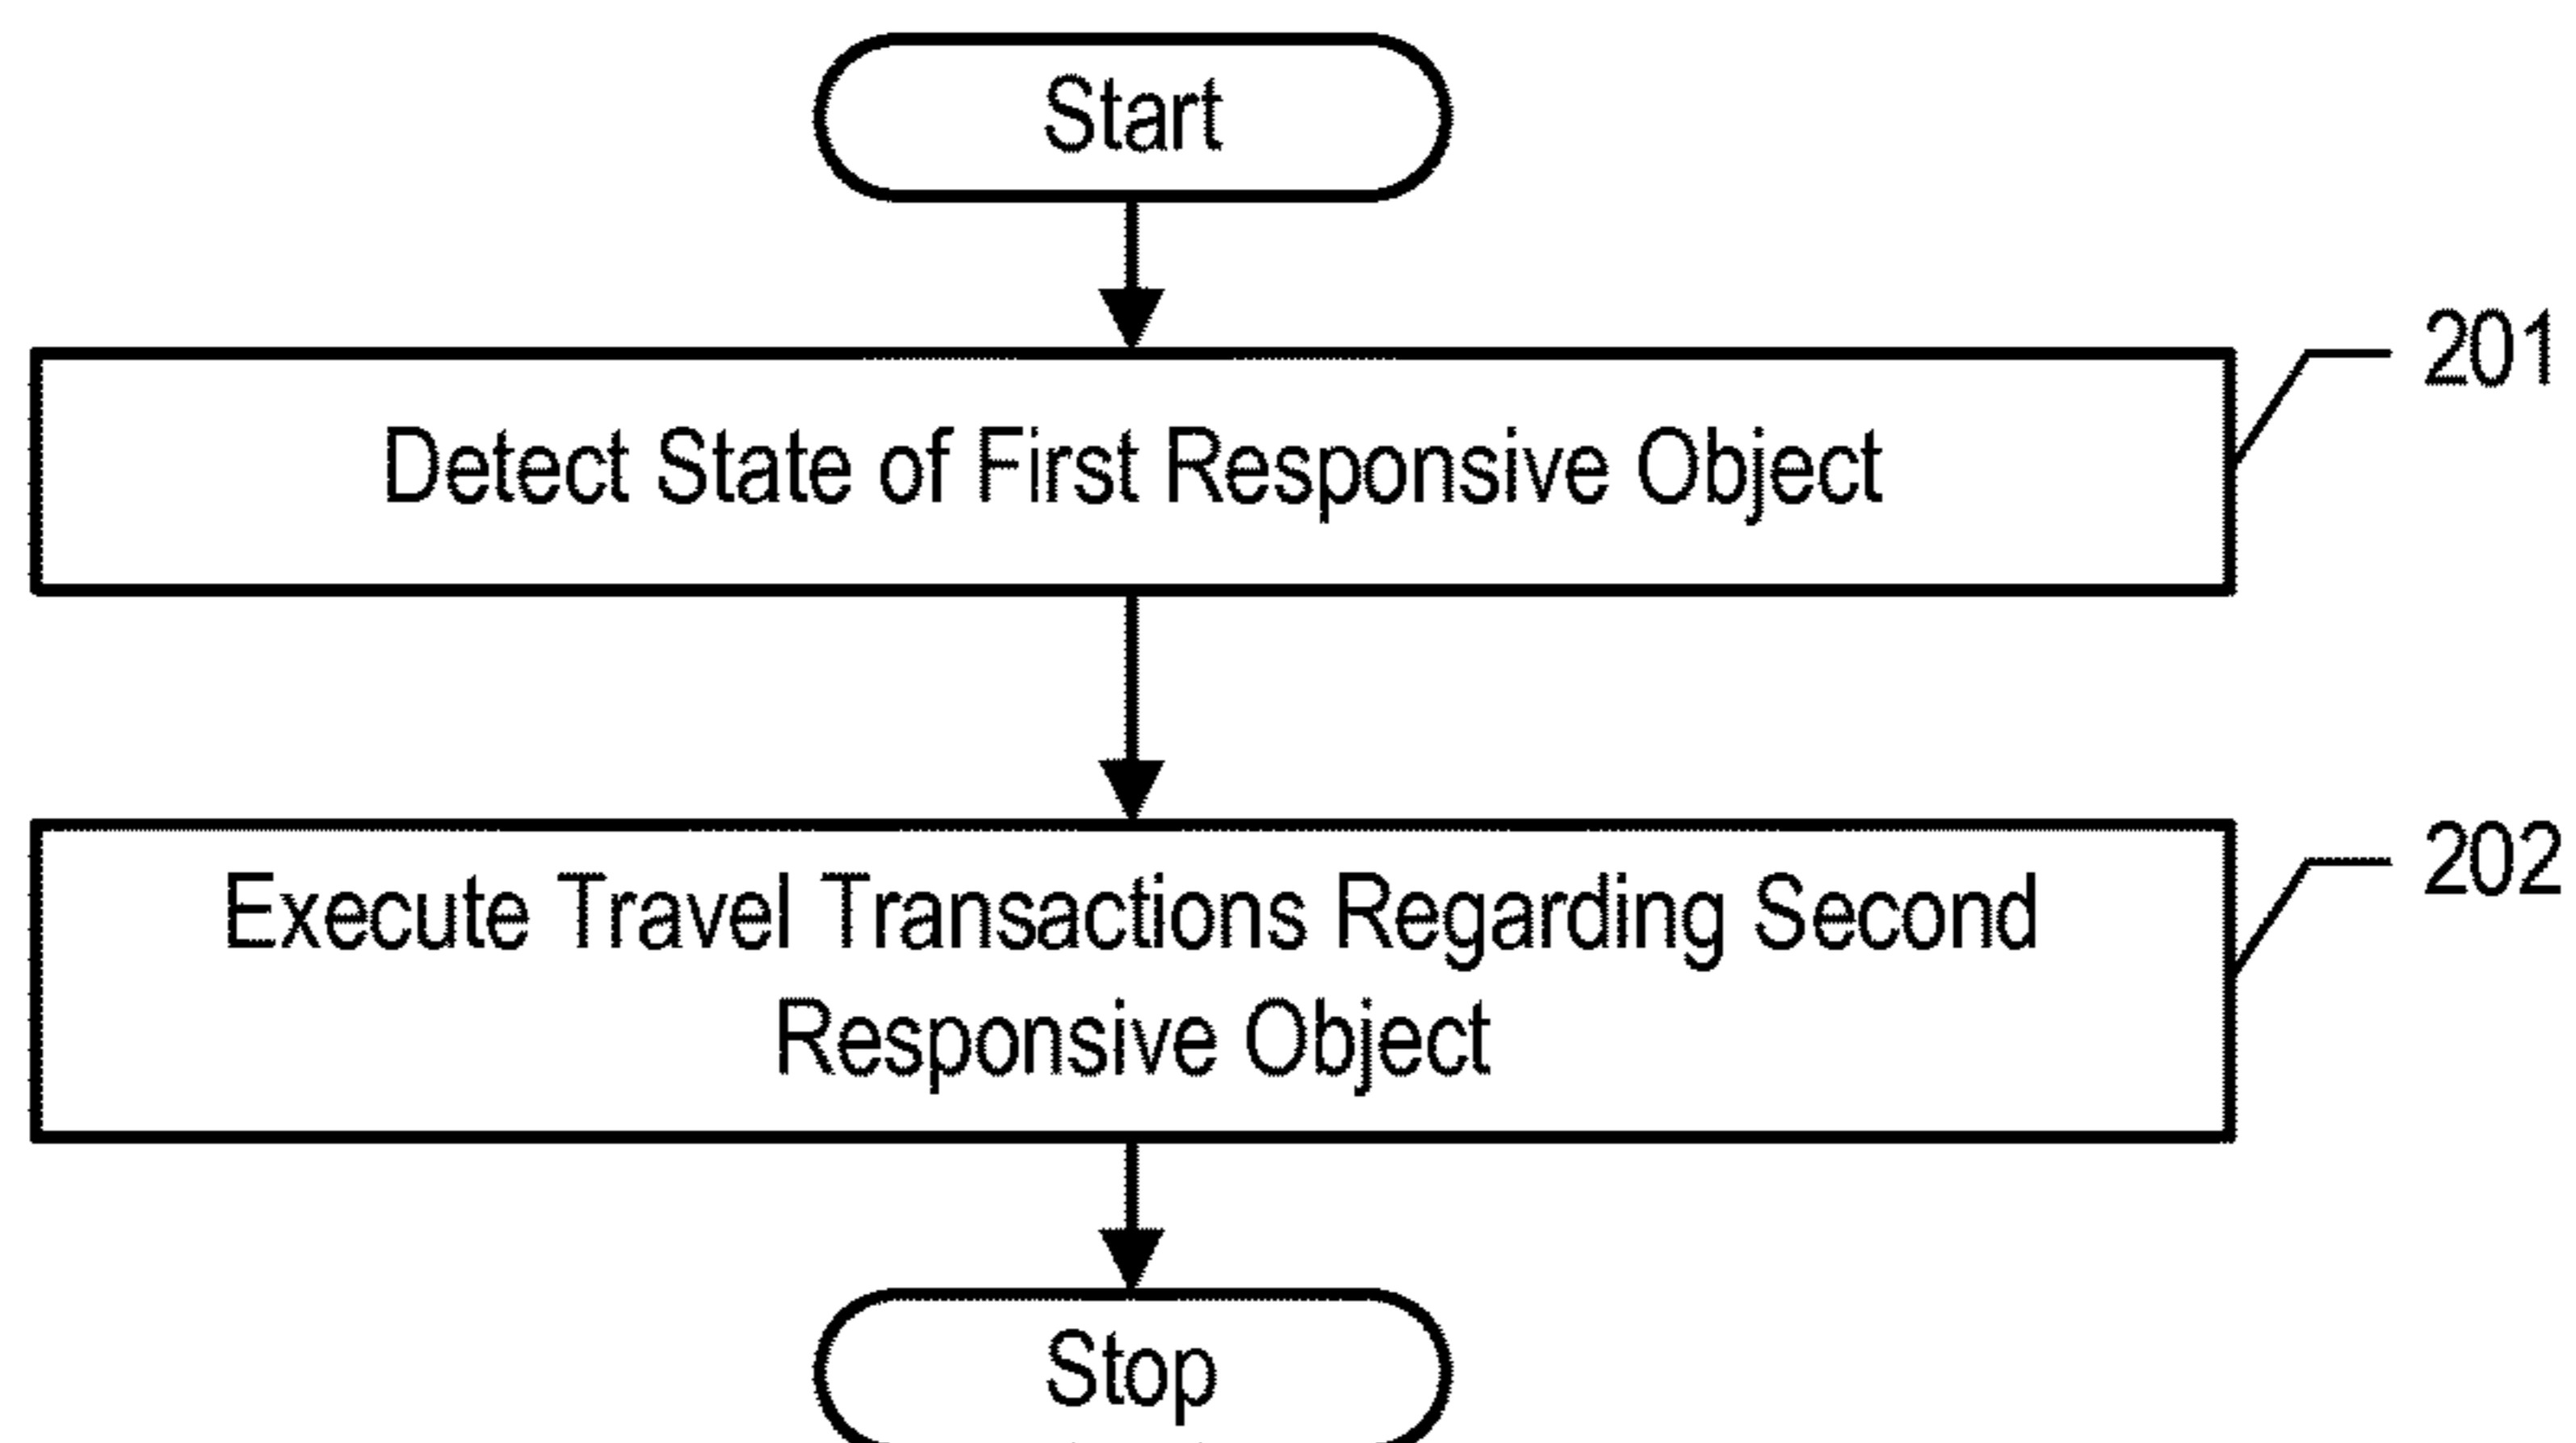 Start
201
Detect State of First Responsive Object
202
Execute Travel Transactions Regarding Second
Responsive Object
Stop